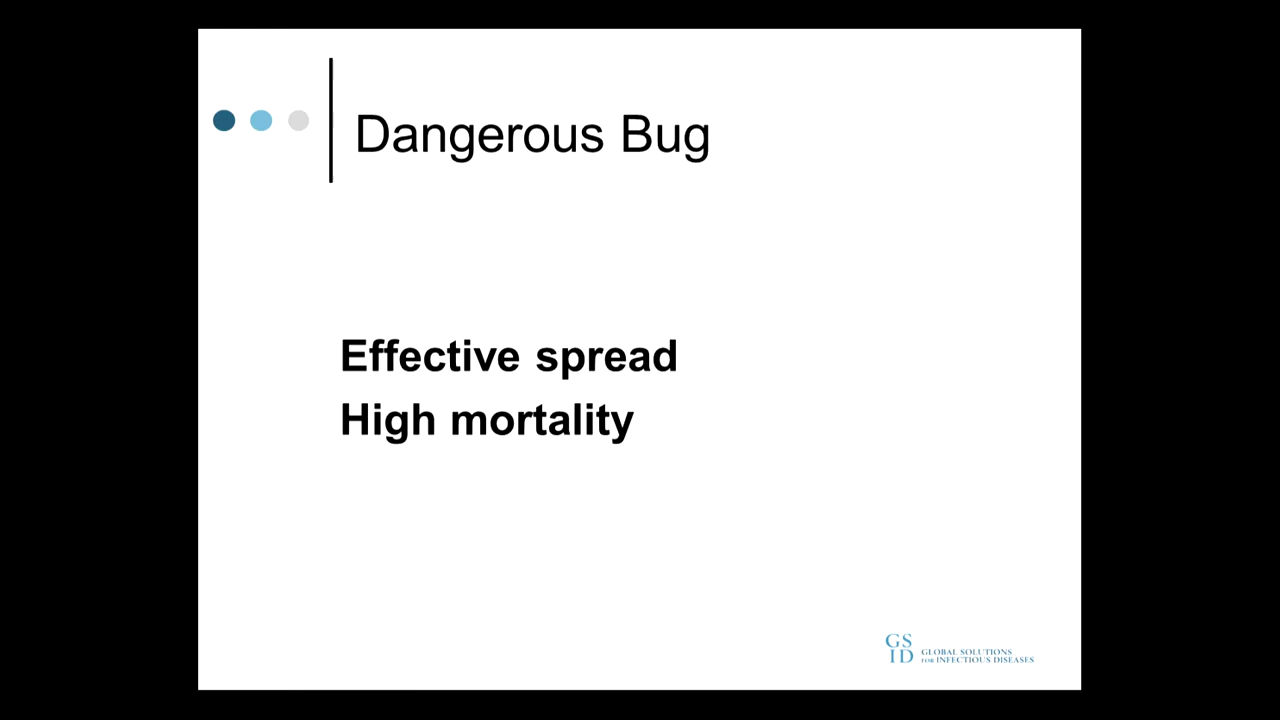 Dangerous Bug
Effective spread
High mortality
GS
ID
GLOBAL SOLUTIONS
FOR INFECTIOUS DISEASES